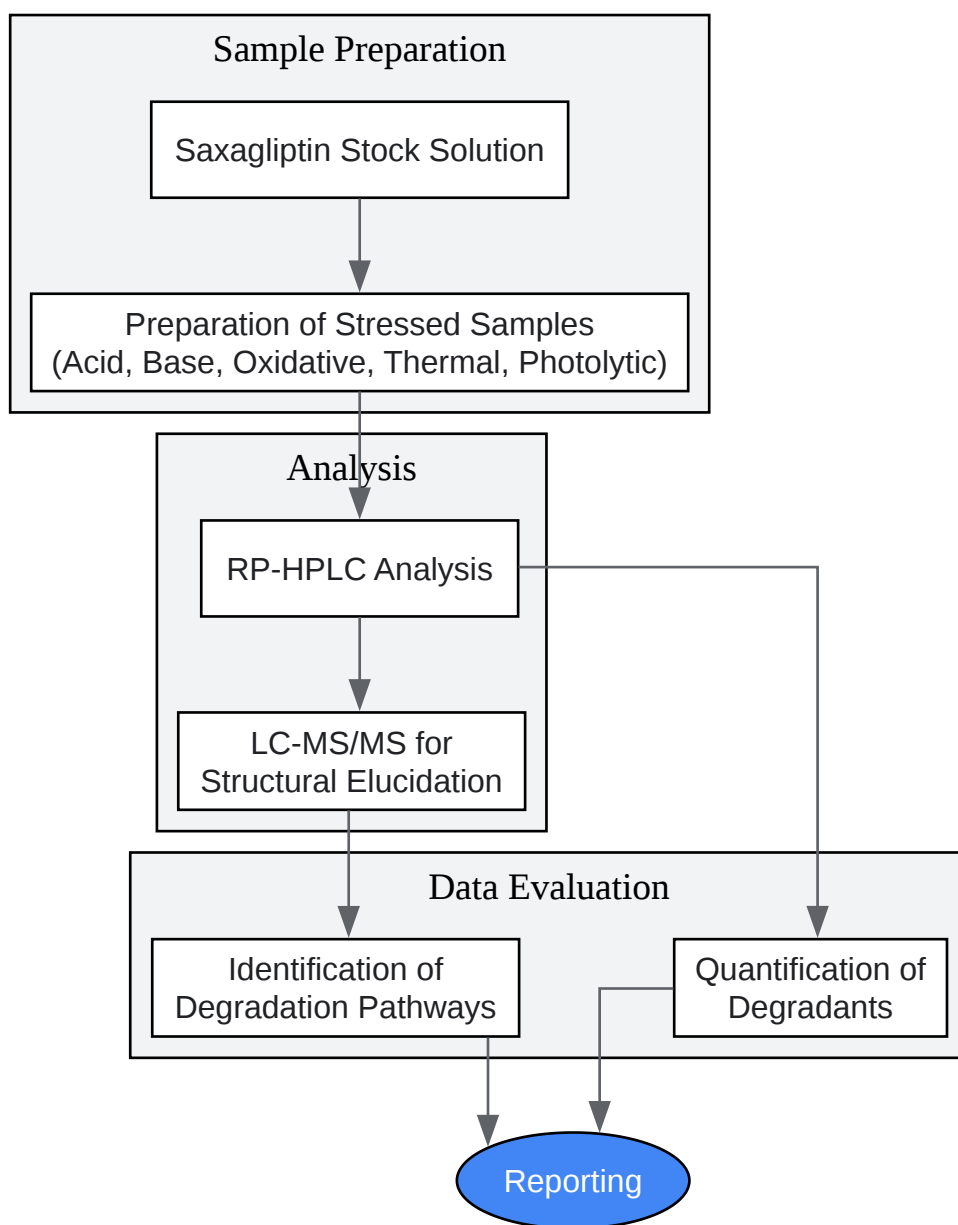 Sample Preparation
Saxagliptin Stock Solution
Preparation of Stressed Samples
(Acid, Base, Oxidative, Thermal, Photolytic)
Analysis
RP-HPLC Analysis
LC-MS/MS for
Structural Elucidation
Data Evaluation
Identification of
Degradation Pathways
Quantification of
Degradants
Reporting